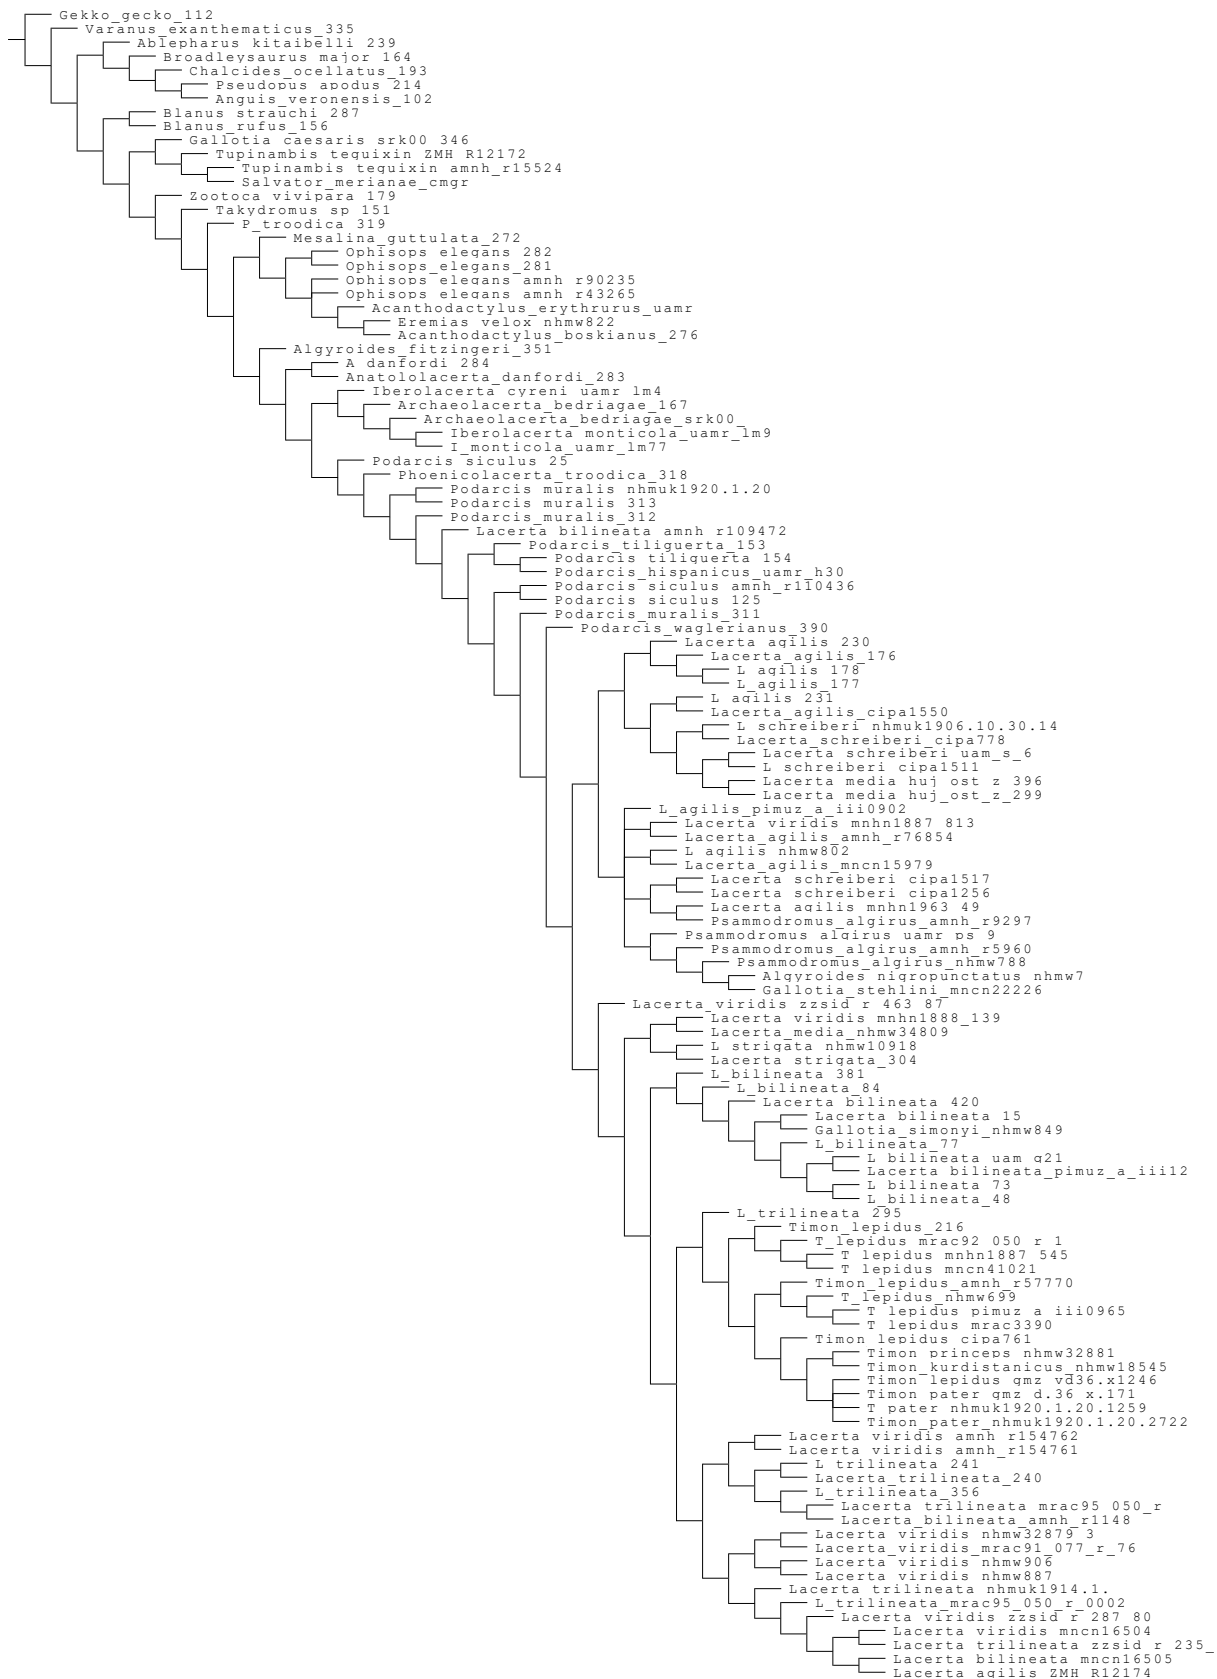 Gekko_gecko_112
Varanus_exanthematicus_335
Ablepharus_kitaibelli_239
Broadleysaurus_major_164
Chalcides_ocellatus_193
Pseudopus_apodus_214
Anguis_veronensis_102
Blanus_strauchi_287
Blanus_rufus_156
Gallotia_caesaris_srk00_346
Tupinambis_teguixin_ZMH_R12172
Tupinambis_teguixin_amnh_r15524
Salvator_merianae_cmgr
Zootoca_vivipara_179
Takydromus_sp_151
P_troodica_319
Mesalina_guttulata_272
Ophisops_elegans_282
Ophisops_elegans_281
Ophisops_elegans_amnh_r90235
Ophisops_elegans_amnh_r43265
Acanthodactylus_erythrurus_uamr
Eremias_velox_nhmw822
Acanthodactylus_boskianus_276
Algyroides_fitzingeri_351
A_danfordi_284
Anatololacerta_danfordi_283
Iberolacerta_cyreni_uamr_lm4
Archaeolacerta_bedriagae_167
Archaeolacerta_bedriagae_srk00_
Iberolacerta_monticola_uamr_lm9
I_monticola_uamr_lm77
Podarcis_siculus_25
Phoenicolacerta_troodica_318
Podarcis_muralis_nhmuk1920.1.20
Podarcis_muralis_313
Podarcis_muralis_312
Lacerta_bilineata_amnh_r109472
Podarcis_tiliguerta_153
Podarcis_tiliguerta_154
Podarcis_hispanicus_uamr_h30
Podarcis_siculus_amnh_r110436
Podarcis_siculus_125
Podarcis_muralis_311
Podarcis_waglerianus_390
Lacerta_agilis_230
Lacerta_agilis_176
L_agilis_178
L_agilis_177
L_agilis_231
Lacerta_agilis_cipa1550
L_schreiberi_nhmuk1906.10.30.14
Lacerta_schreiberi_cipa778
Lacerta_schreiberi_uam_s_6
L_schreiberi_cipa1511
Lacerta_media_huj_ost_z_396
Lacerta_media_huj_ost_z_299
L_agilis_pimuz_a_iii0902
Lacerta_viridis_mnhn1887_813
Lacerta_agilis_amnh_r76854
L_agilis_nhmw802
Lacerta_agilis_mncn15979
Lacerta_schreiberi_cipa1517
Lacerta_schreiberi_cipa1256
Lacerta_agilis_mnhn1963_49
Psammodromus_algirus_amnh_r9297
Psammodromus_algirus_uamr_ps_9
Psammodromus_algirus_amnh_r5960
Psammodromus_algirus_nhmw788
Algyroides_nigropunctatus_nhmw7
Gallotia_stehlini_mncn22226
Lacerta_viridis_zzsid_r_463_87
Lacerta_viridis_mnhn1888_139
Lacerta_media_nhmw34809
L_strigata_nhmw10918
Lacerta_strigata_304
L_bilineata_381
L_bilineata_84
Lacerta_bilineata_420
Lacerta_bilineata_15
Gallotia_simonyi_nhmw849
L_bilineata_77
L_bilineata_uam_g21
Lacerta_bilineata_pimuz_a_iii12
L_bilineata_73
L_bilineata_48
L_trilineata_295
Timon_lepidus_216
T_lepidus_mrac92_050_r_1
T_lepidus_mnhn1887_545
T_lepidus_mncn41021
Timon_lepidus_amnh_r57770
T_lepidus_nhmw699
T_lepidus_pimuz_a_iii0965
T_lepidus_mrac3390
Timon_lepidus_cipa761
Timon_princeps_nhmw32881
Timon_kurdistanicus_nhmw18545
Timon_lepidus_gmz_vd36.x1246
Timon_pater_gmz_d.36_x.171
T_pater_nhmuk1920.1.20.1259
Timon_pater_nhmuk1920.1.20.2722
Lacerta_viridis_amnh_r154762
Lacerta_viridis_amnh_r154761
L_trilineata_241
Lacerta_trilineata_240
L_trilineata_356
Lacerta_trilineata_mrac95_050_r
Lacerta_bilineata_amnh_r1148
Lacerta_viridis_nhmw32879_3
Lacerta_viridis_mrac91_077_r_76
Lacerta_viridis_nhmw906
Lacerta_viridis_nhmw887
Lacerta_trilineata_nhmuk1914.1.
L_trilineata_mrac95_050_r_0002
Lacerta_viridis_zzsid_r_287_80
Lacerta_viridis_mncn16504
Lacerta_trilineata_zzsid_r_235_
Lacerta_bilineata_mncn16505
Lacerta_agilis_ZMH_R12174